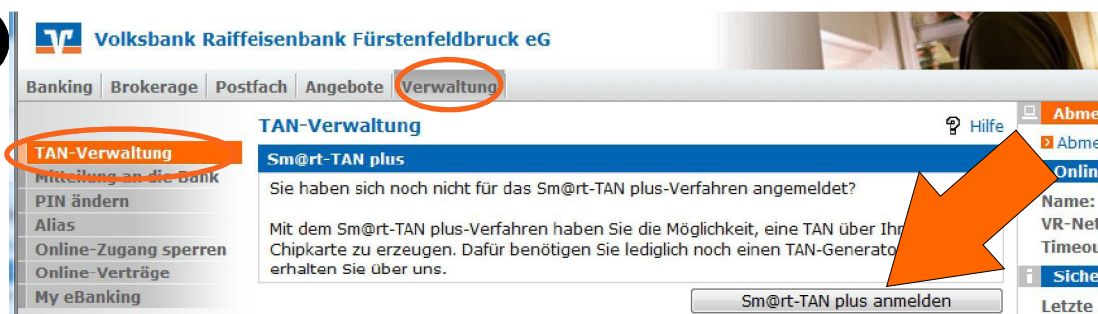 Volksbank Raiffeisenbank Fürstenfeldbruck eG
Banking Brokerage Postfach Angebote Verwaltung
TAN-Verwaltung
Mitteilung an die Bank
PIN ändern
Alias
Online-Zugang sperren
Online-Verträge
My eBanking
TAN-Verwaltung Hilfe
Sm@rt-TAN plus
Sie haben sich noch nicht für das Sm@rt-TAN plus-Verfahren angemeldet?
Mit dem Sm@rt-TAN plus-Verfahren haben Sie die Möglichkeit, eine TAN über Ihr
Chipkarte zu erzeugen. Dafür benötigen Sie lediglich noch einen TAN-Generato
erhalten Sie über uns.
Sm@rt-TAN plus anmelden
Abme
Abme
Onlin
Name:
VR-Net
Timeou
Siche
Letzte